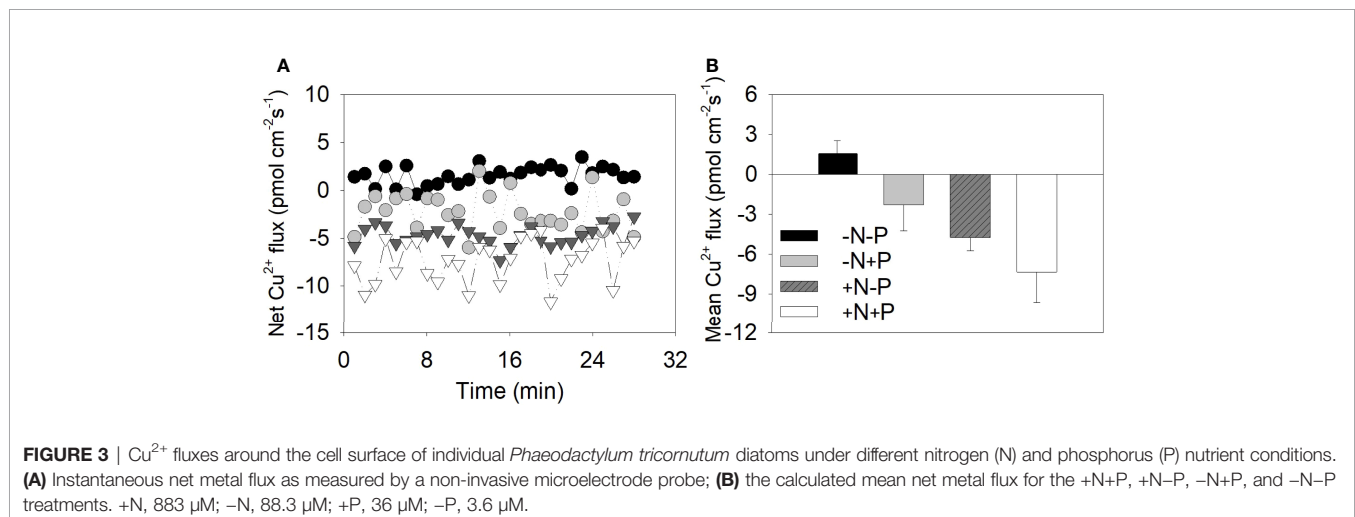 A
Net Cu²⁺ flux (pmol cm⁻²s⁻¹)
10
5
0
-5
-10
-15
0
8
16
24
32
Time (min)
B
Mean Cu²⁺ flux (pmol cm⁻²s⁻¹)
6
3
0
-3
-6
-9
-12
-N-P
-N+P
+N-P
+N+P
FIGURE 3 | Cu²⁺ fluxes around the cell surface of individual Phaeodactylum tricornutum diatoms under different nitrogen (N) and phosphorus (P) nutrient conditions.
(A) Instantaneous net metal flux as measured by a non-invasive microelectrode probe; (B) the calculated mean net metal flux for the +N+P, +N−P, −N+P, and −N−P
treatments. +N, 883 µM; −N, 88.3 µM; +P, 36 µM; −P, 3.6 µM.